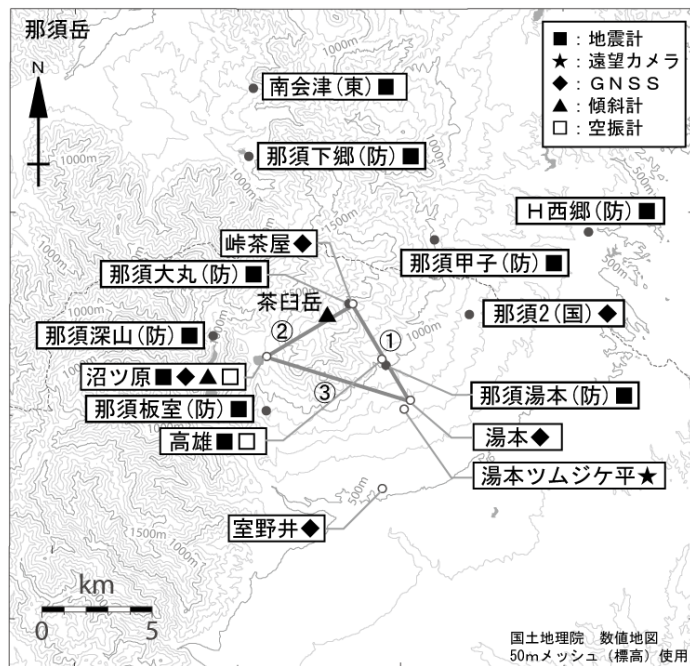 那須岳
■：地震計
★：遠望カメラ
◆：ＧＮＳＳ
▲：傾斜計
□：空振計
N
1000m
南会津(東)■
1000m
那須下郷(防)■
500m
Ｈ西郷(防)■
1500m
峠茶屋◆
那須甲子(防)■
那須大丸(防)■
1000m
茶臼岳
那須2(国)◆
②
①
那須深山(防)■
沼ツ原■◆▲□
③
那須湯本(防)■
那須板室(防)■
高雄■□
湯本◆
湯本ツムジケ平★
500m
室野井◆
1500m
1000m
km
0 5
国土地理院 数値地図
50mメッシュ（標高）使用